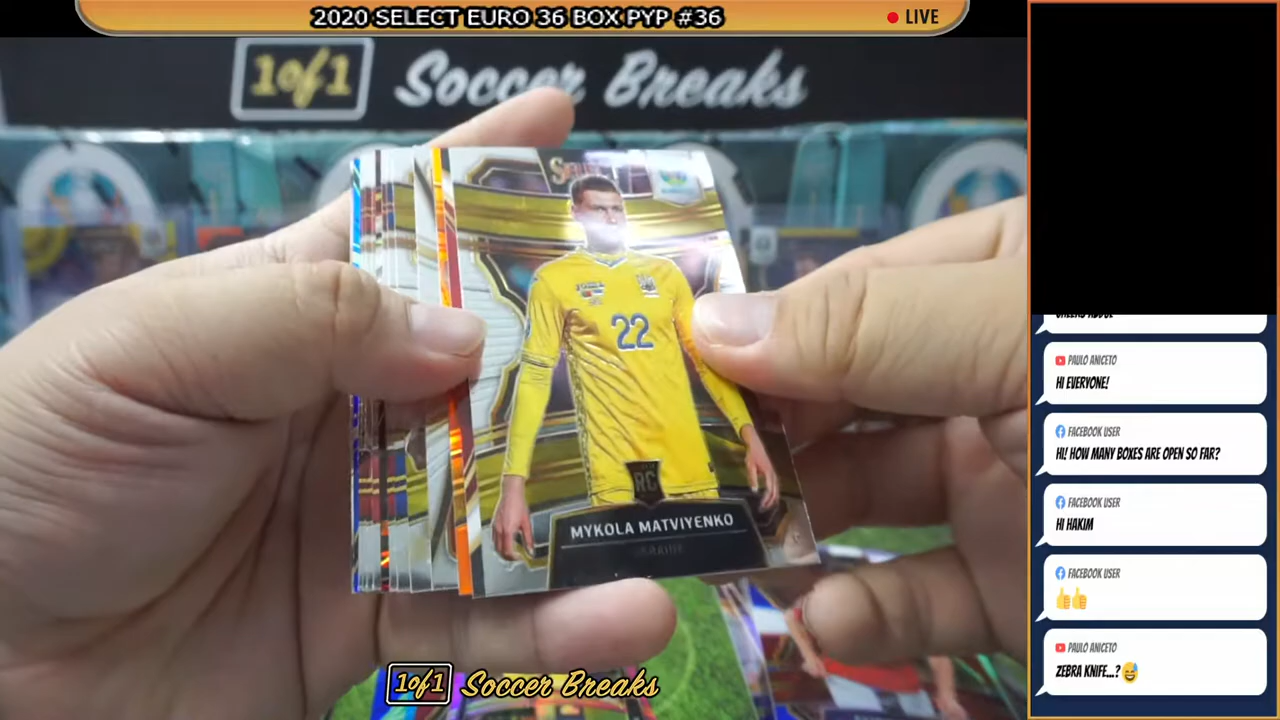 2020 SELECT EURO 36 BOX PYP #36
LIVE
1of1 Soccer Breaks
SELECT
22
RC
MYKOLA MATVIYENKO
UKRAINE
1of1 Soccer Breaks
PAULO ANICETO
HI EVERYONE!
FACEBOOK USER
HI! HOW MANY BOXES ARE OPEN SO FAR?
FACEBOOK USER
HI HAKIM
FACEBOOK USER
👍👍
PAULO ANICETO
ZEBRA KNIFE...?😅